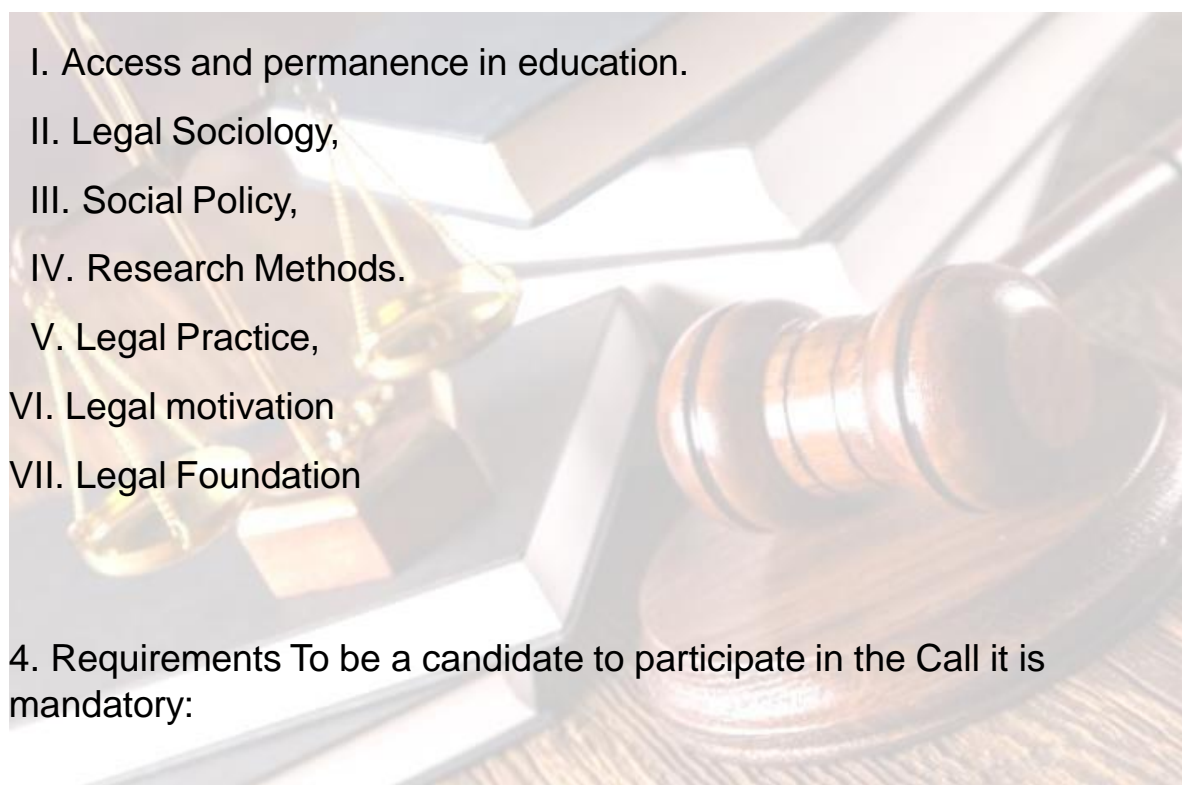 I. Access and permanence in education.
II. Legal Sociology,
III. Social Policy,
IV. Research Methods.
V. Legal Practice,
VI. Legal motivation
VII. Legal Foundation
4. Requirements To be a candidate to participate in the Call it is
mandatory: